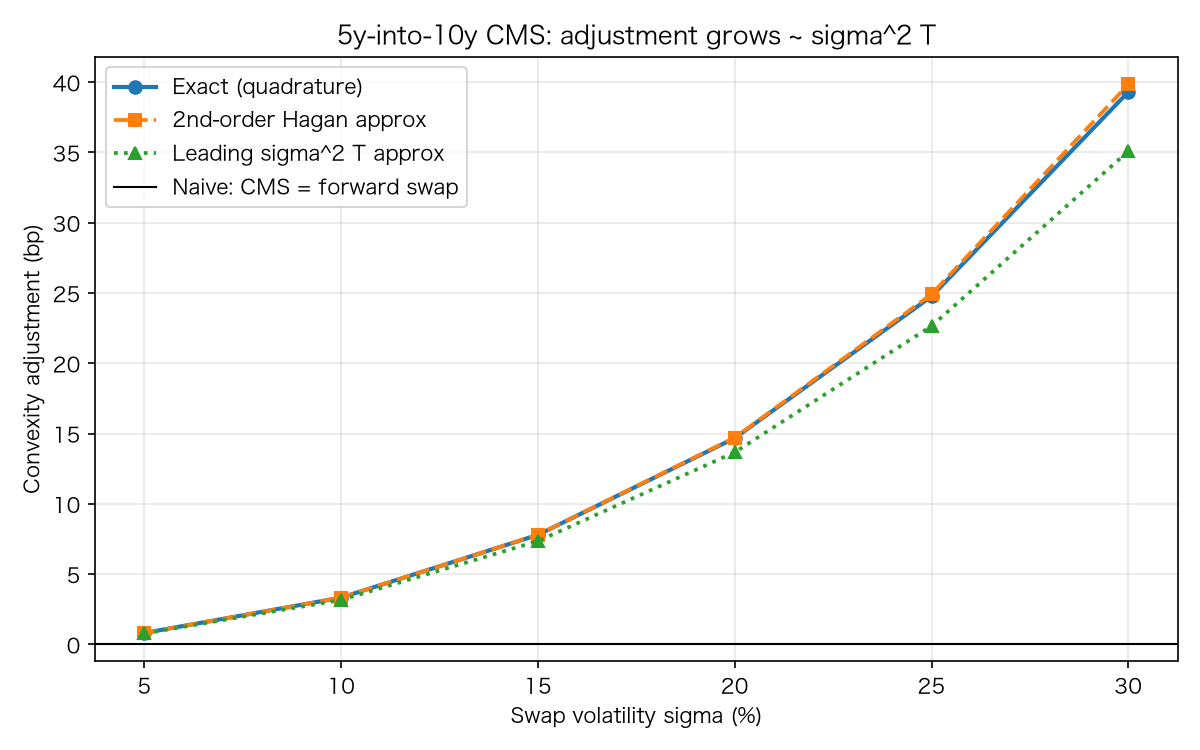 5y-into-10y CMS: adjustment grows ~ sigma^2 T
Exact (quadrature)
2nd-order Hagan approx
Leading sigma^2 T approx
Naive: CMS = forward swap
Convexity adjustment (bp)
40
35
30
25
20
15
10
5
0
5
10
15
20
25
30
Swap volatility sigma (%)